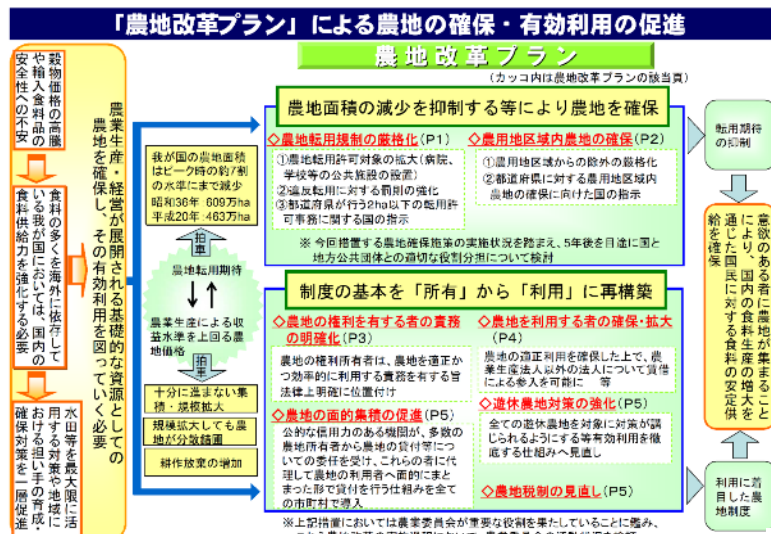 「農地改革プラン」による農地の確保・有効利用の促進
農地改革プラン
(カッコ内は農地改革プランの該当頁)
穀物価格の高騰
や輸入食料品の
安全性への不安
食料の多くを海外に依存して
いる我が国においては、国内の
食料供給力を強化する必要
水田等を最大限に活
用する対策や地域に
おける担い手の育成・
確保対策を一層促進
農業生産・経営が展開される基礎的な資源としての
農地を確保し、その有効利用を図っていく必要
我が国の農地面積
はピーク時の約7割
の水準にまで減少
昭和36年 609万ha
平成20年:463万ha
拍車
農地転用期待
農業生産による収
益水準を上回る農
地価格
拍車
十分に進まない集
積・規模拡大
規模拡大しても農
地が分散錯圃
耕作放棄の増加
農地面積の減少を抑制する等により農地を確保
◇農地転用規制の厳格化(P1)
①農地転用許可対象の拡大(病院、
学校等の公共施設の設置)
②違反転用に対する罰則の強化
③都道府県が行う2ha以下の転用許
可事務に関する国の指示
◇農用地区域内農地の確保(P2)
①農用地区域からの除外の厳格化
②都道府県に対する農用地区域内
農地の確保に向けた国の指示
※ 今回措置する農地確保施策の実施状況を踏まえ、5年後を目途に国と
地方公共団体との適切な役割分担について検討
制度の基本を「所有」から「利用」に再構築
◇農地の権利を有する者の責務
の明確化(P3)
農地の権利所有者は、農地を適正か
つ効率的に利用する責務を有する旨
法律上明確に位置付け
◇農地の面的集積の促進(P5)
公的な信用力のある機関が、多数の
農地所有者から農地の貸付等につ
いての委任を受け、これらの者に代
理して農地の利用者へ面的にまと
まった形で貸付を行う仕組みを全て
の市町村で導入
◇農地を利用する者の確保・拡大
(P4)
農地の適正利用を確保した上で、農
業生産法人以外の法人について貸借
による参入を可能に 等
◇遊休農地対策の強化(P5)
全ての遊休農地を対象に対策が
講じられるようにする等有効利用を徹
底する仕組みへ見直し
◇農地税制の見直し(P5)
※上記措置においては農業委員会が重要な役割を果たしていることに鑑み、
転用期待
の抑制
意欲のある者に農地が集まること
により、国内の食料生産の増大を
通じた国民に対する食料の安定供
給を確保
利用に着
目した農
地制度